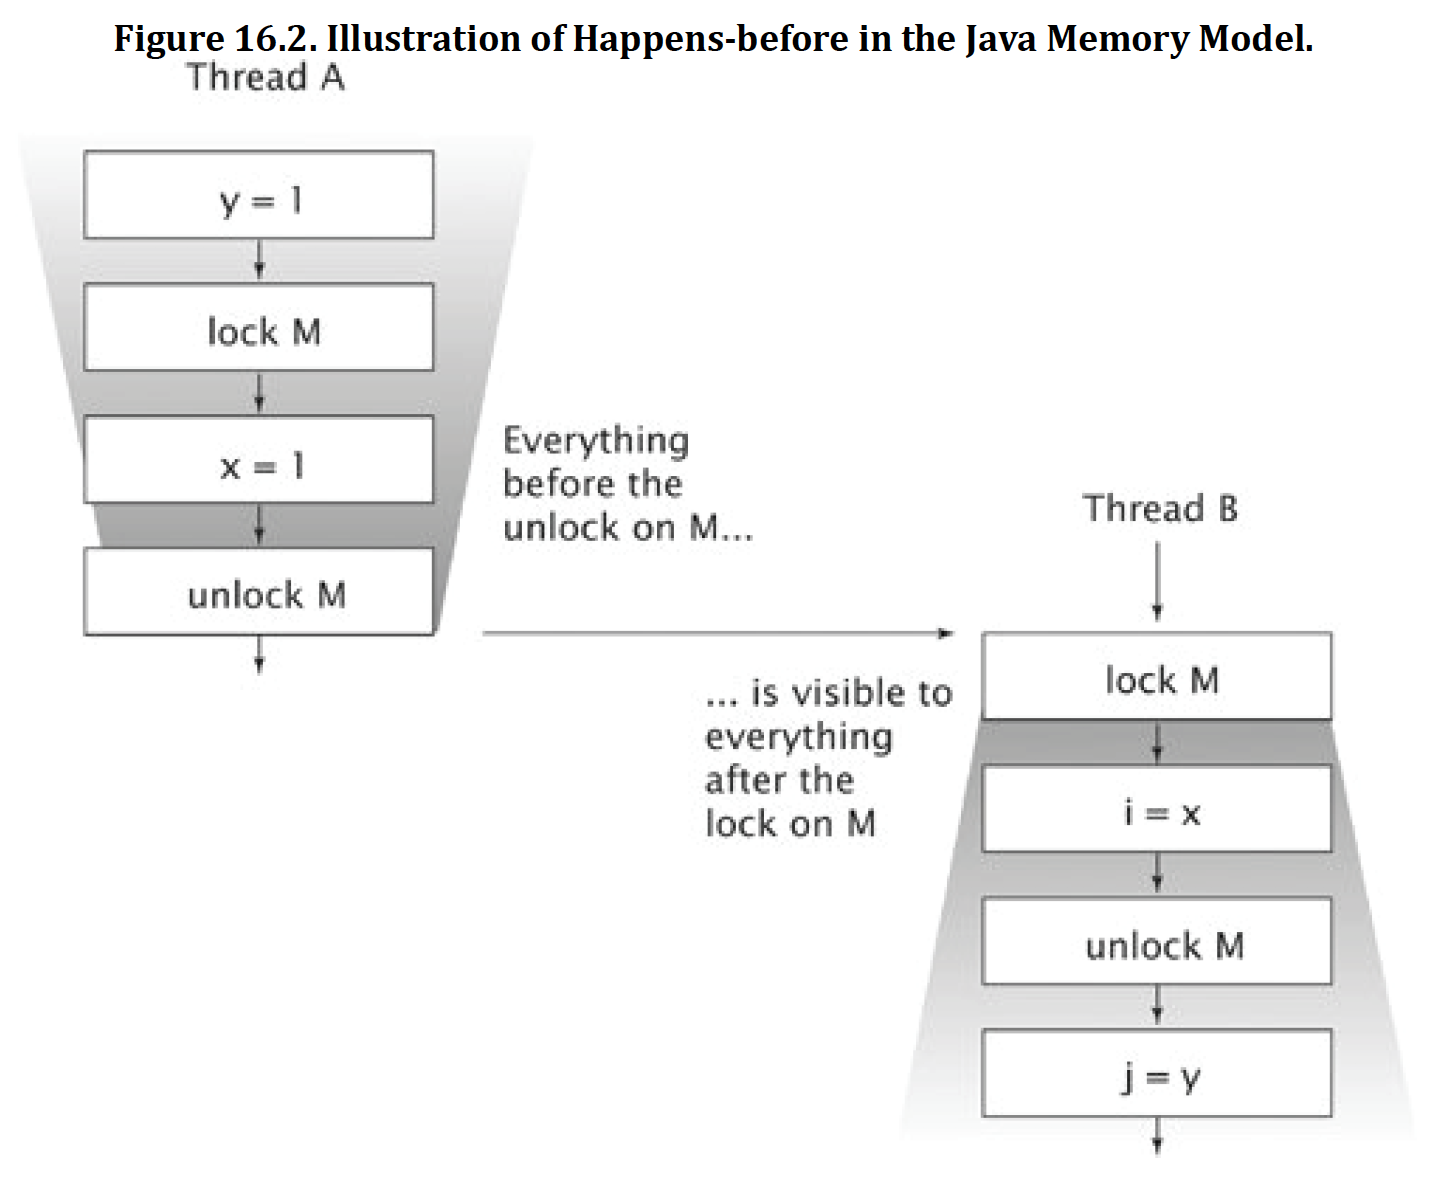 Figure 16.2. Illustration of Happens-before in the Java Memory Model.
Thread A
y = 1
lock M
x = 1
unlock M
Everything
before the
unlock on M...
Thread B
lock M
... is visible to
everything
after the
lock on M
i = x
unlock M
j = y